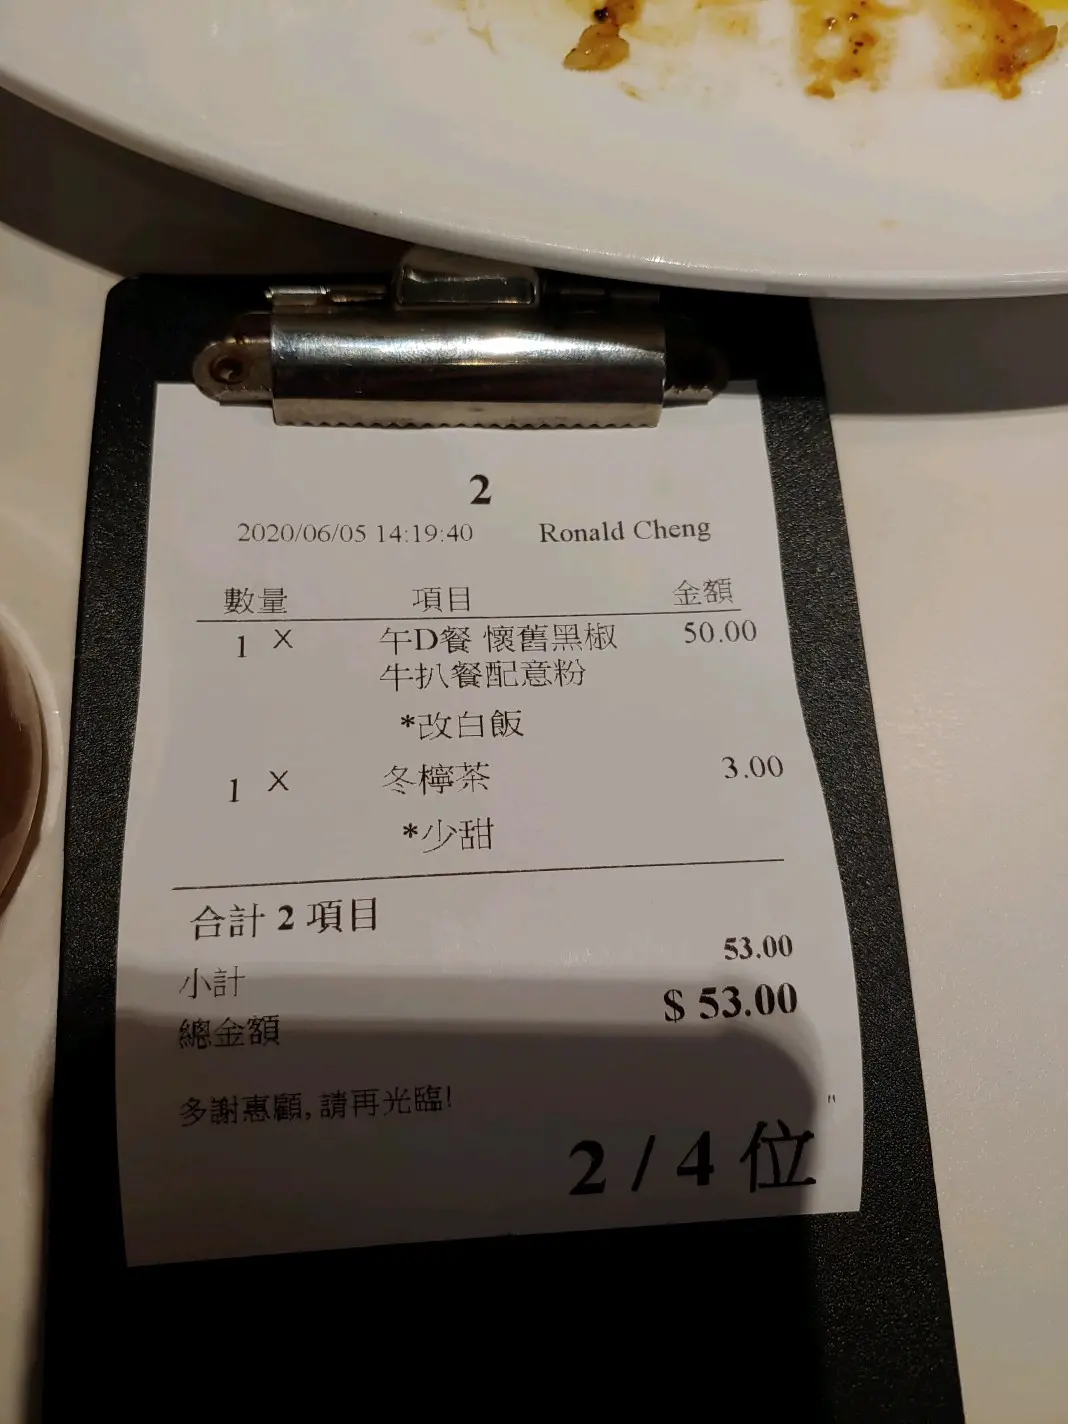 2
2020/06/05 14:19:40 Ronald Cheng
數量 項目 金額
1 X 午D餐 懷舊黑椒 50.00
牛扒餐配意粉
*改白飯
1 X 冬檸茶 3.00
*少甜
合計 2 項目
小計 53.00
總金額 $ 53.00
多謝惠顧, 請再光臨!
2 / 4 位